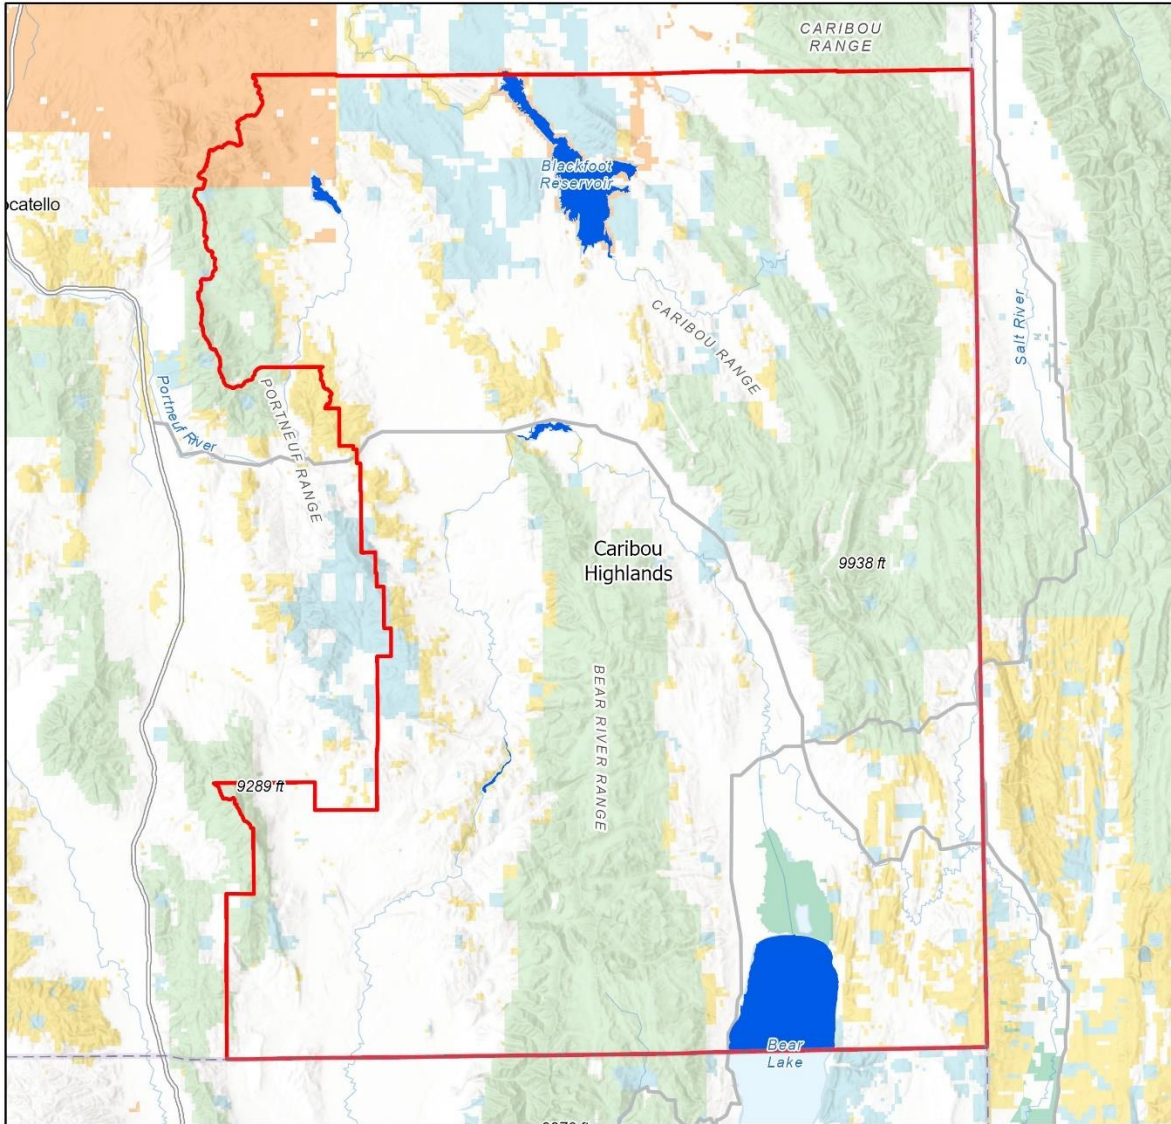 CARIBOU
RANGE
Blackfoot
Reservoir
ocatello
CARIBOU RANGE
Salt River
Portneuf River
PORTNEUF RANGE
Caribou
Highlands
9938 ft
BEAR RIVER RANGE
9289 ft
Bear
Lake